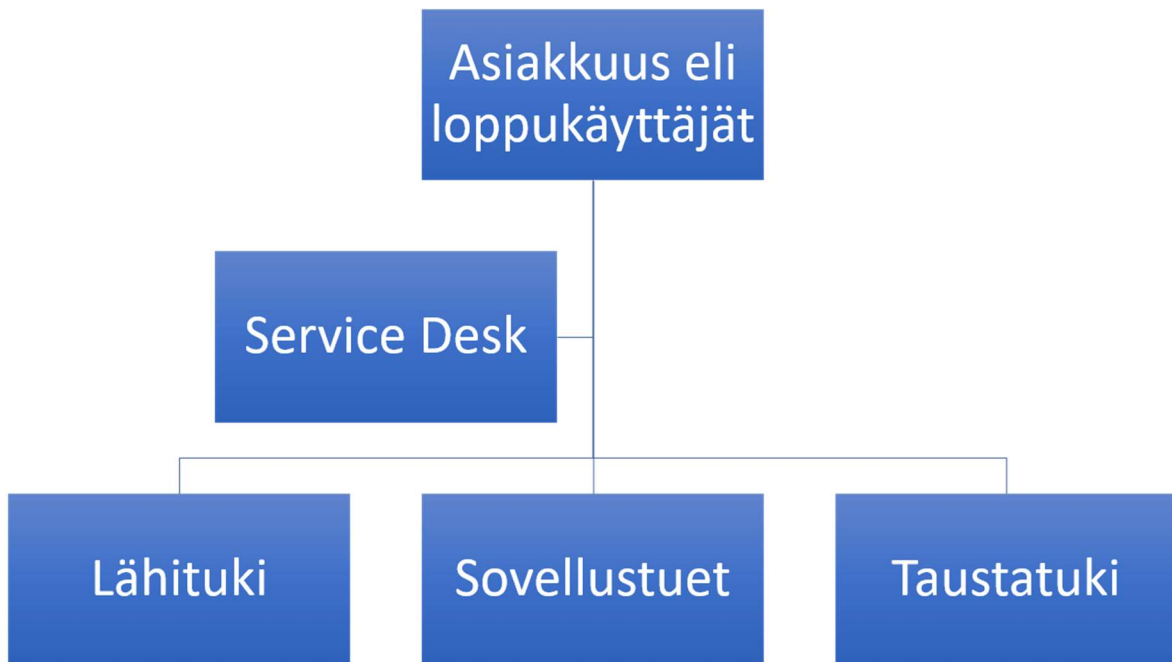 Asiakkuus eli
loppukäyttäjät
Service Desk
Lähituki
Sovellustuet
Taustatuki